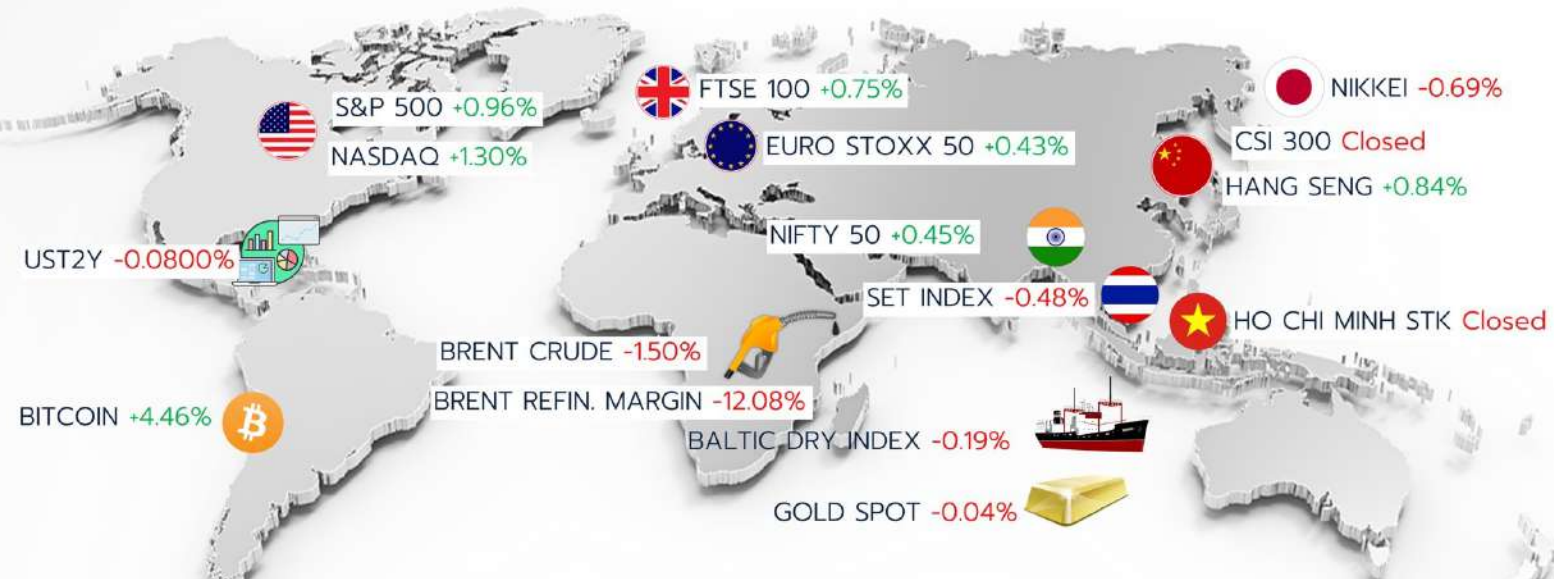 S&P 500 +0.96%
NASDAQ +1.30%
FTSE 100 +0.75%
EURO STOXX 50 +0.43%
NIKKEI -0.69%
CSI 300 Closed
HANG SENG +0.84%
UST2Y -0.0800%
NIFTY 50 +0.45%
SET INDEX -0.48%
HO CHI MINH STK Closed
BRENT CRUDE -1.50%
BRENT REFIN. MARGIN -12.08%
BITCOIN +4.46%
BALTIC DRY INDEX -0.19%
GOLD SPOT -0.04%